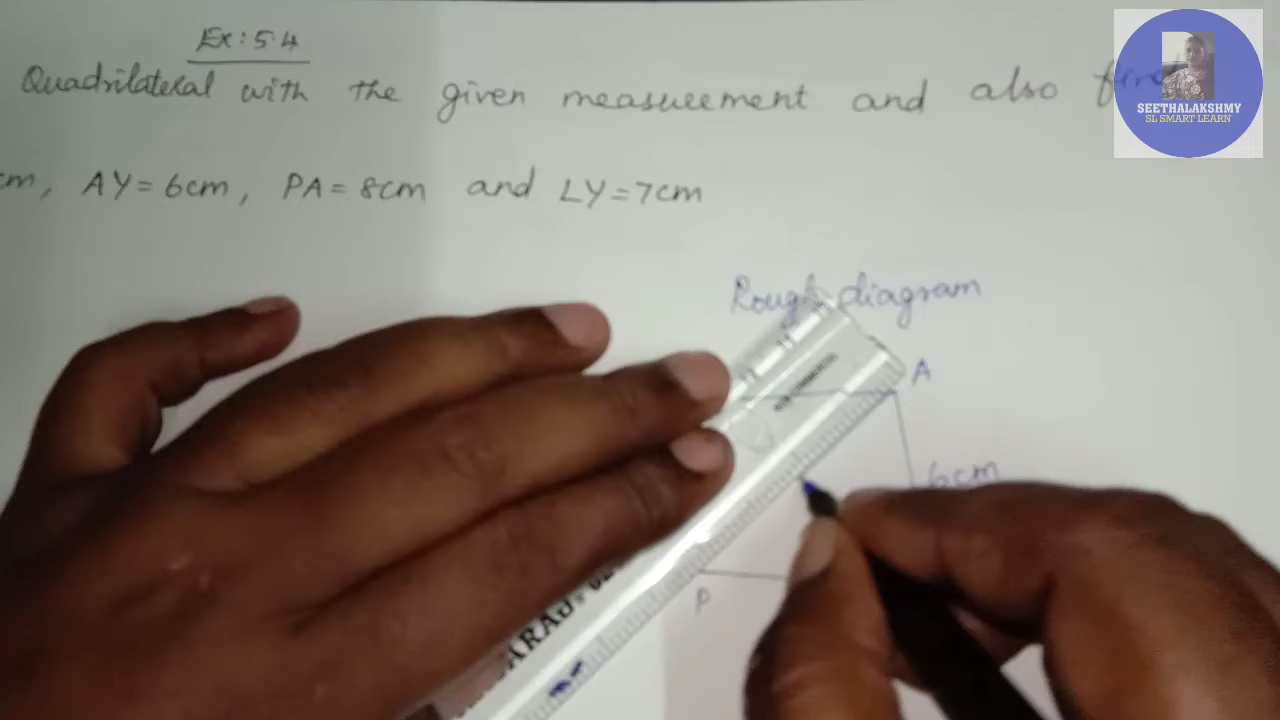 Ex: 5.4
Quadrilateral with the given measurement and also
cm, AY = 6cm, PA = 8cm and LY = 7cm
Rough diagram
A
6cm
P
SEETHALAKSHMY
SL SMART LEARN